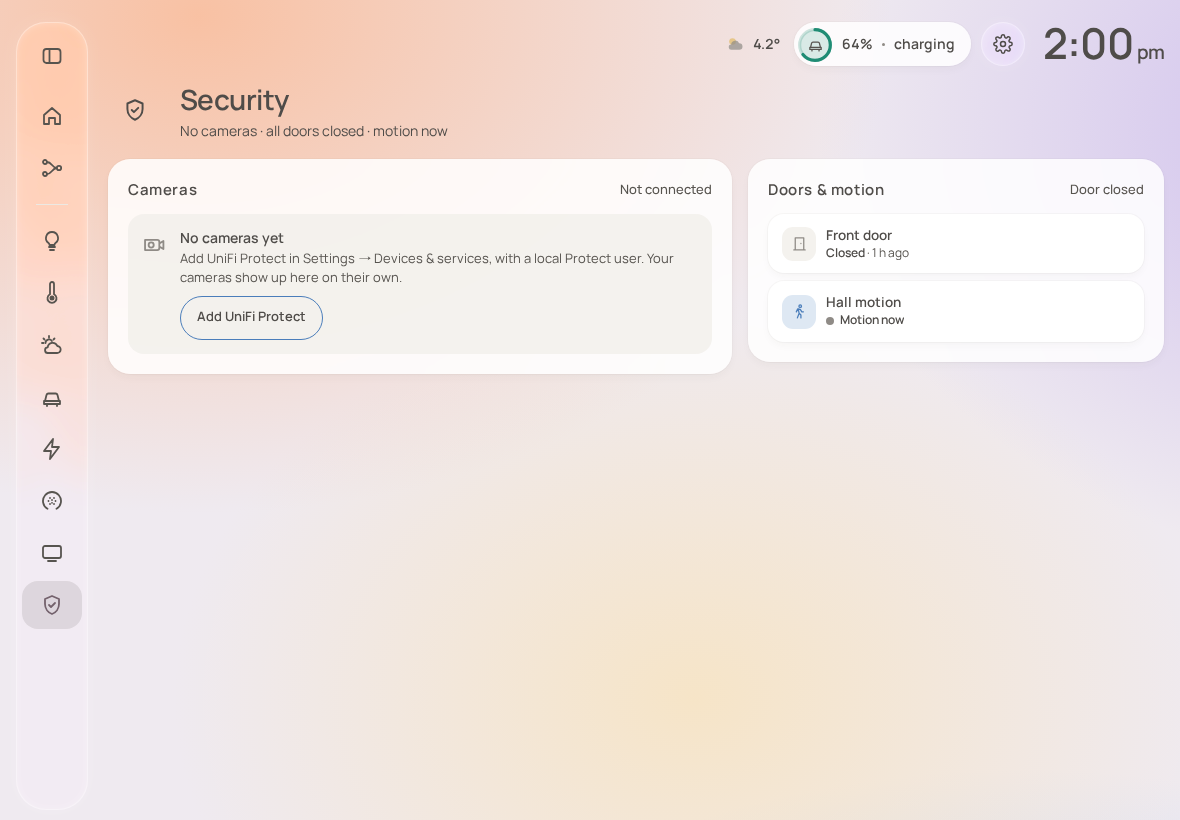 4.2°
64% • charging
2:00 pm
Security
No cameras · all doors closed · motion now
Cameras
Not connected
No cameras yet
Add UniFi Protect in Settings → Devices & services, with a local Protect user. Your
cameras show up here on their own.
Add UniFi Protect
Doors & motion
Door closed
Front door
Closed · 1 h ago
Hall motion
Motion now